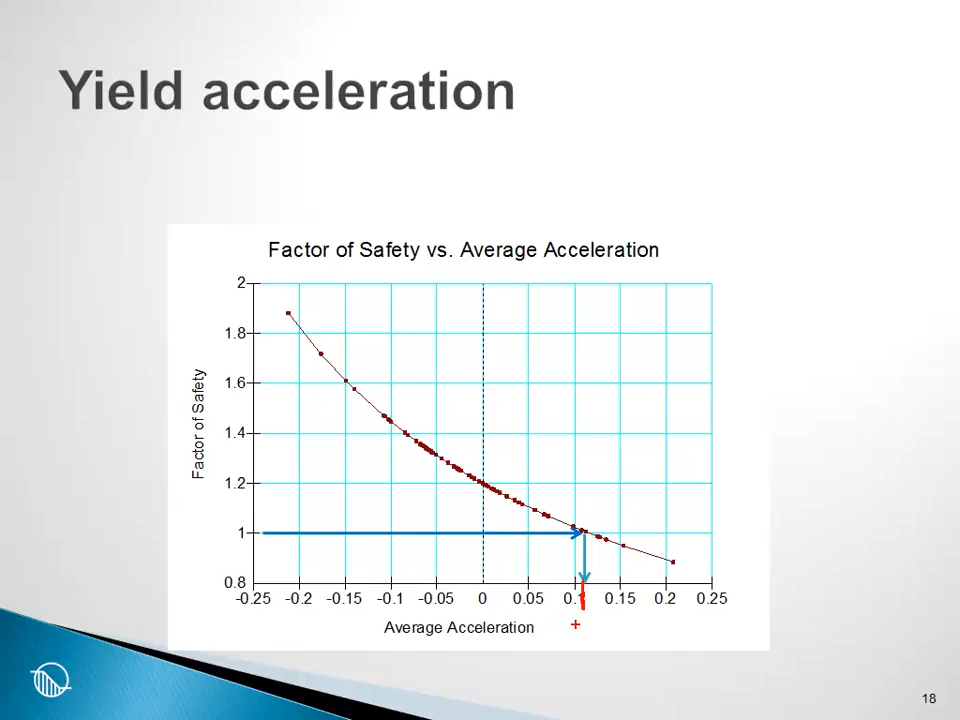 Yield acceleration
Factor of Safety vs. Average Acceleration
2
1.8
1.6
1.4
1.2
1
0.8
Factor of Safety
-0.25 -0.2 -0.15 -0.1 -0.05 0 0.05 0.1 0.15 0.2 0.25
Average Acceleration
18